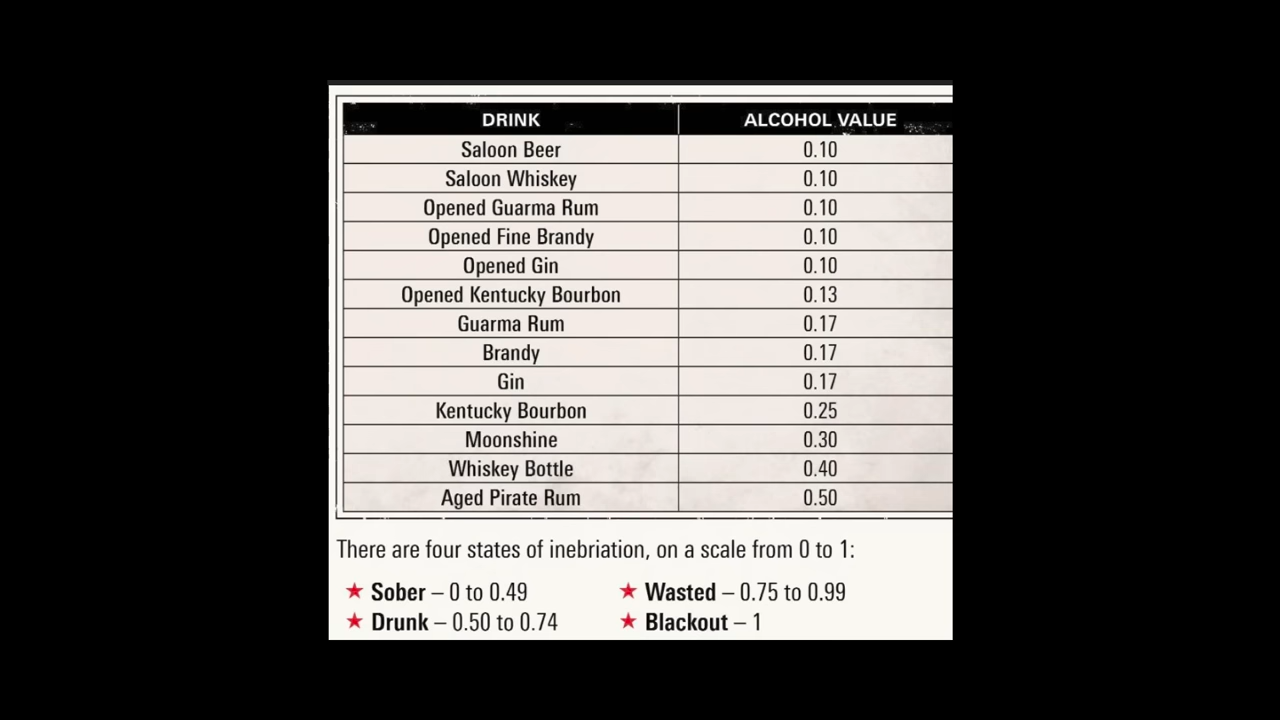 DRINK ALCOHOL VALUE
Saloon Beer 0.10
Saloon Whiskey 0.10
Opened Guarma Rum 0.10
Opened Fine Brandy 0.10
Opened Gin 0.10
Opened Kentucky Bourbon 0.13
Guarma Rum 0.17
Brandy 0.17
Gin 0.17
Kentucky Bourbon 0.25
Moonshine 0.30
Whiskey Bottle 0.40
Aged Pirate Rum 0.50
There are four states of inebriation, on a scale from 0 to 1:
★ Sober – 0 to 0.49 ★ Wasted – 0.75 to 0.99
★ Drunk – 0.50 to 0.74 ★ Blackout – 1